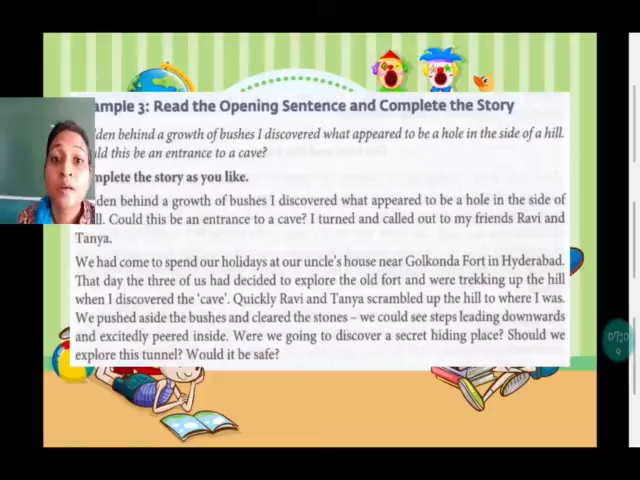 ample 3: Read the Opening Sentence and Complete the Story
den behind a growth of bushes I discovered what appeared to be a hole in the side of a hill.
ld this be an entrance to a cave?
mplete the story as you like.
den behind a growth of bushes I discovered what appeared to be a hole in the side of
ll. Could this be an entrance to a cave? I turned and called out to my friends Ravi and
Tanya.
We had come to spend our holidays at our uncle's house near Golkonda Fort in Hyderabad.
That day the three of us had decided to explore the old fort and were trekking up the hill
when I discovered the 'cave'. Quickly Ravi and Tanya scrambled up the hill to where I was.
We pushed aside the bushes and cleared the stones – we could see steps leading downwards
and excitedly peered inside. Were we going to discover a secret hiding place? Should we
explore this tunnel? Would it be safe?